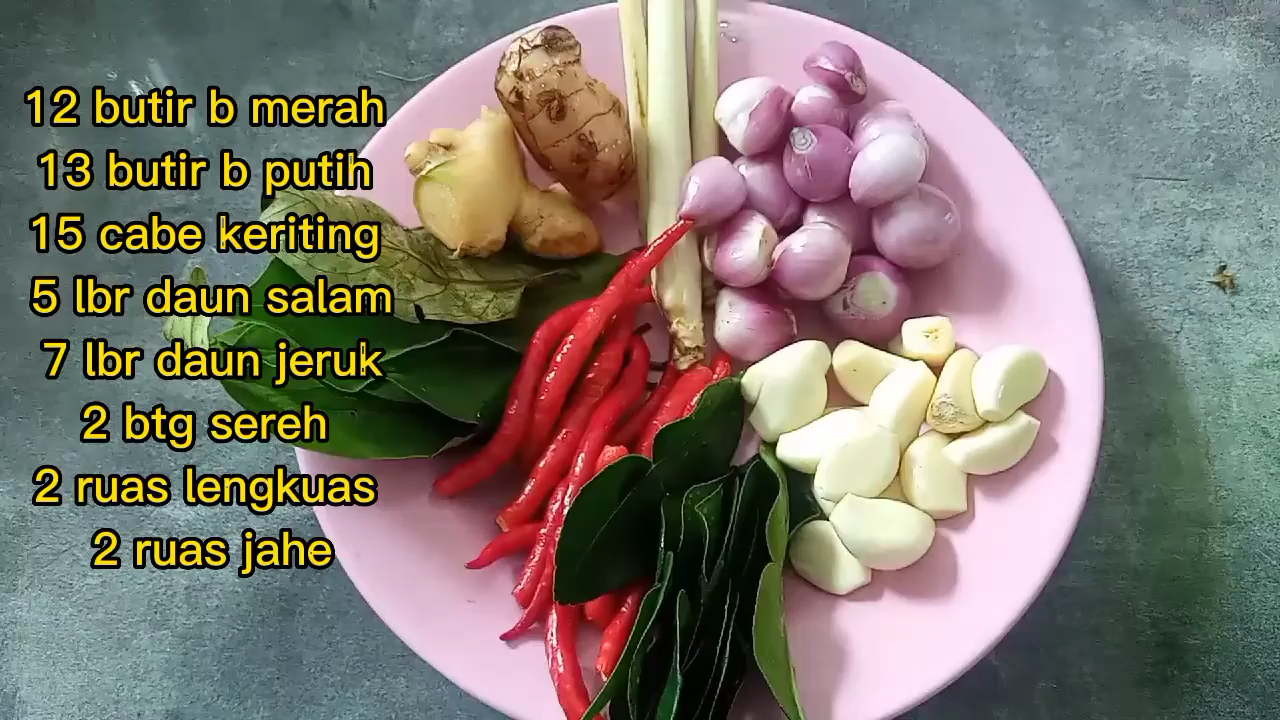 12 butir b merah
13 butir b putih
15 cabe keriting
5 lbr daun salam
7 lbr daun jeruk
2 btg sereh
2 ruas lengkuas
2 ruas jahe